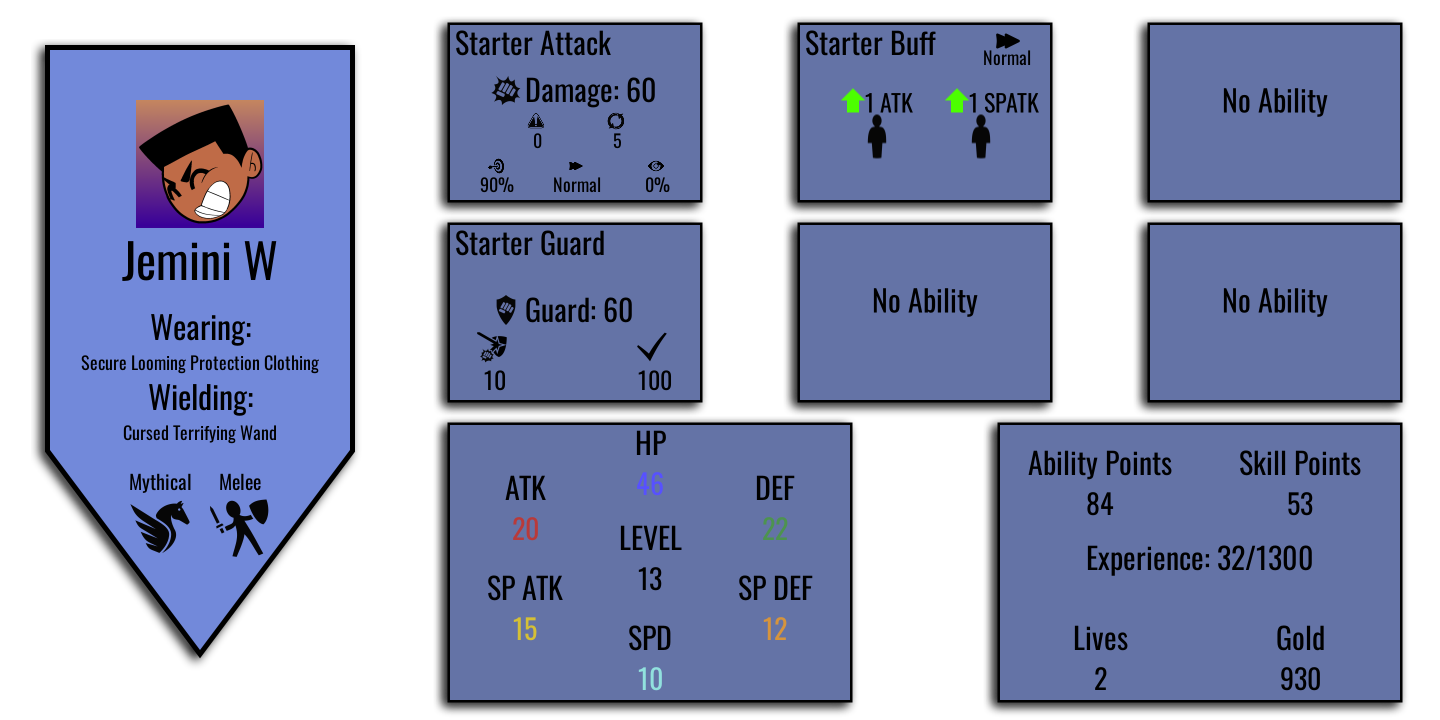 Jemini W
Wearing:
Secure Looming Protection Clothing
Wielding:
Cursed Terrifying Wand
Mythical Melee
Starter Attack
Damage: 60
0 5
90% Normal 0%
Starter Buff
Normal
1 ATK 1 SPATK
No Ability
Starter Guard
Guard: 60
10 100
No Ability
No Ability
HP
46
ATK
20
DEF
22
LEVEL
13
SP ATK
15
SP DEF
12
SPD
10
Ability Points Skill Points
84 53
Experience: 32/1300
Lives Gold
2 930